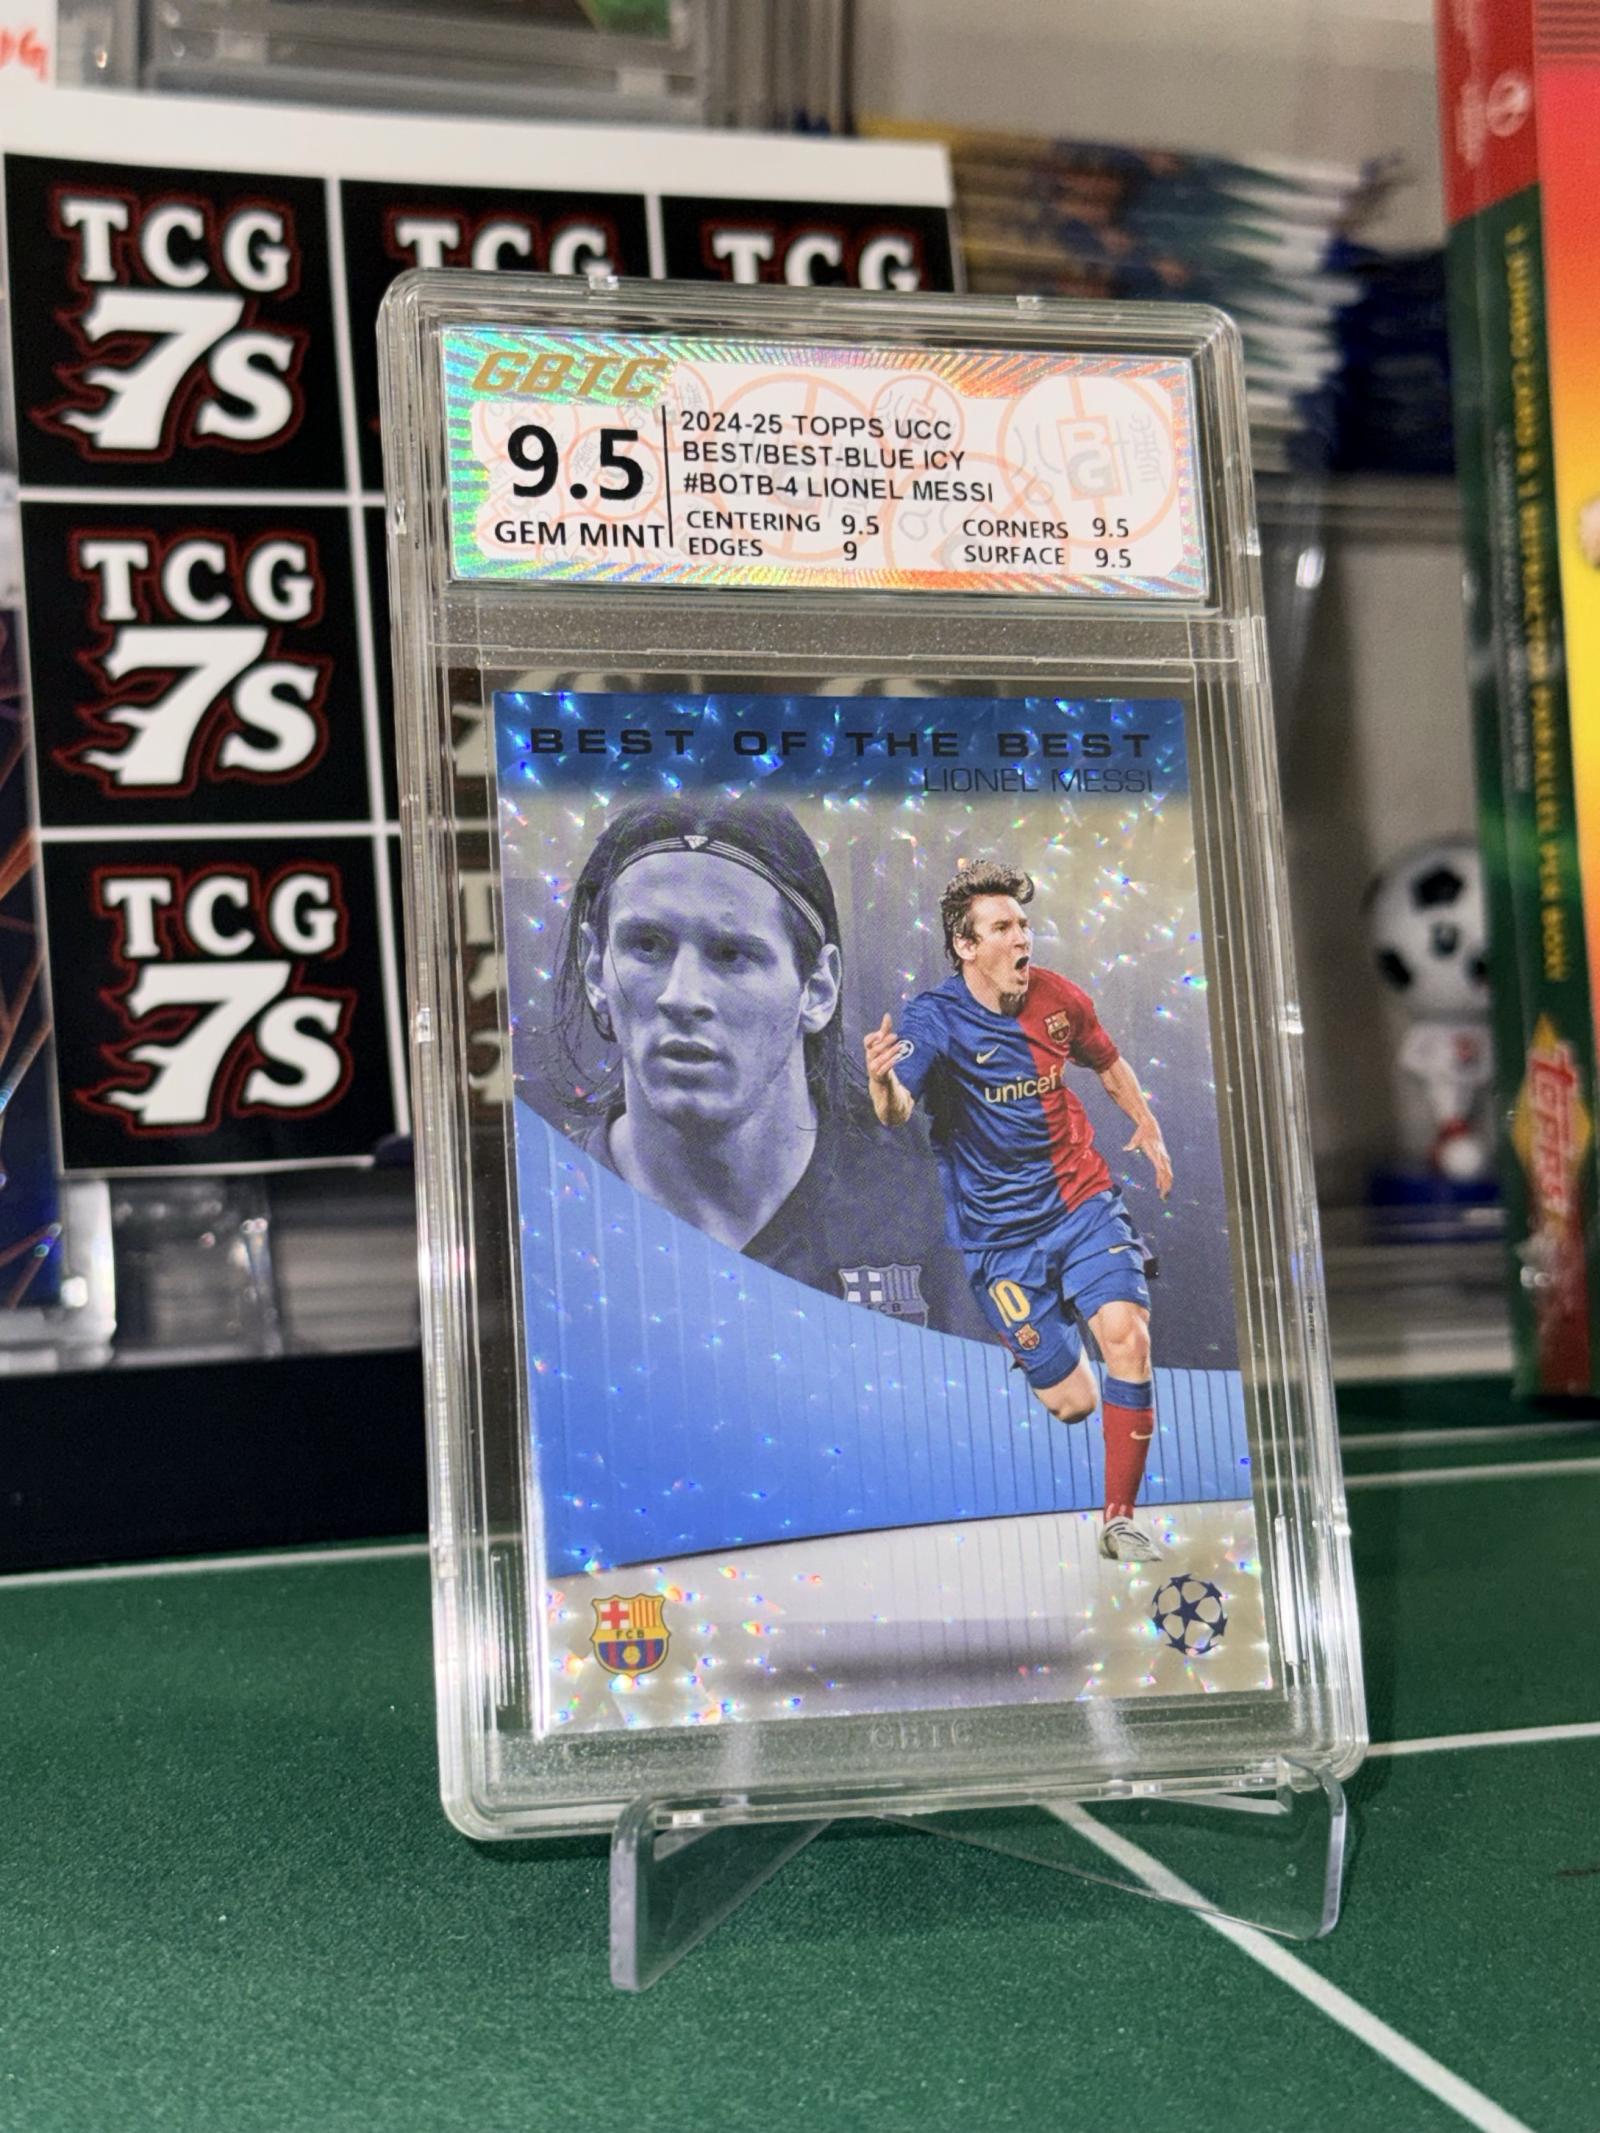 TCG
7S
TCG
TCG
TCG
7S
TCG
7S
GBTC
9.5
GEM MINT
2024-25 TOPPS UCC
BEST/BEST-BLUE ICY
#BOTB-4 LIONEL MESSI
CENTERING 9.5 CORNERS 9.5
EDGES 9 SURFACE 9.5
BEST OF THE BEST
LIONEL MESSI
unicef
10
FCB
FCB
GBTC
topps